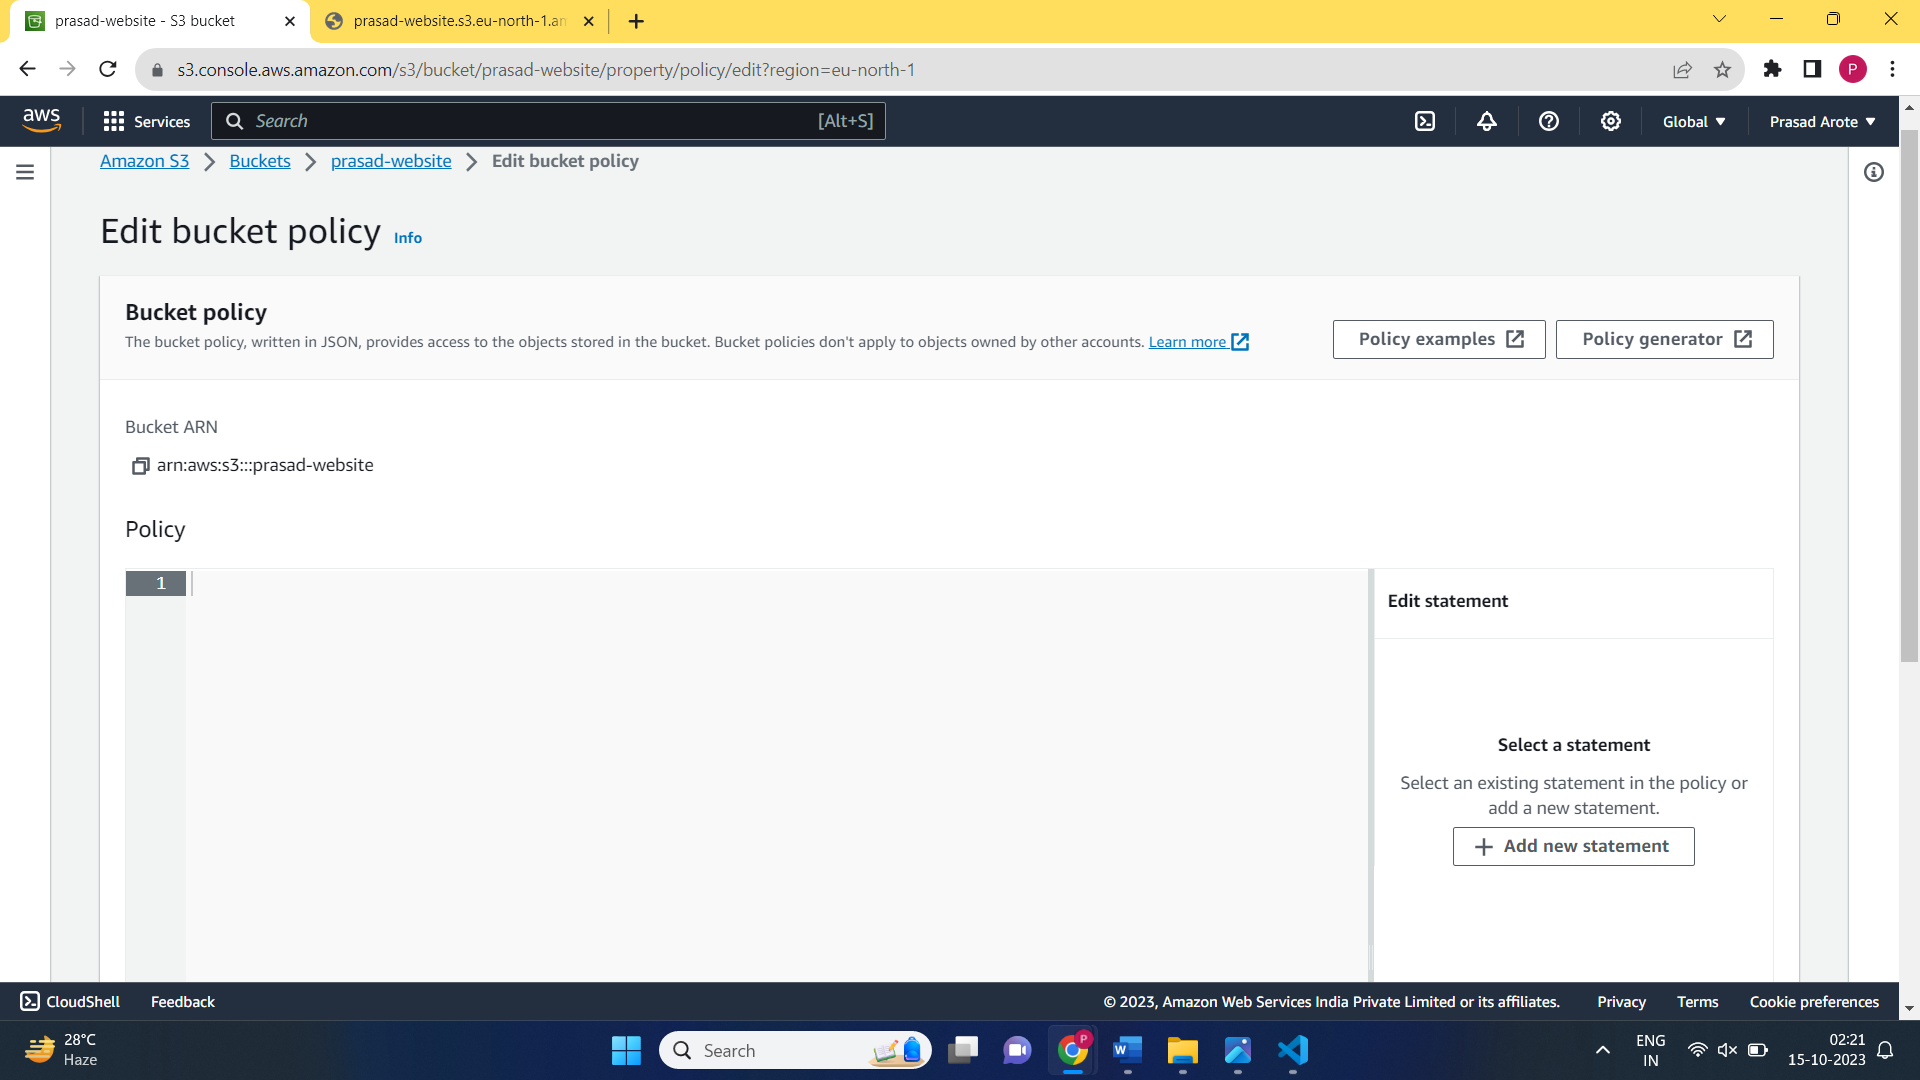 prasad-website - S3 bucket
prasad-website.s3.eu-north-1.am
s3.console.aws.amazon.com/s3/bucket/prasad-website/property/policy/edit?region=eu-north-1
P
aws
Services
Search
[Alt+S]
Global
Prasad Arote
Amazon S3
Buckets
prasad-website
Edit bucket policy
Edit bucket policy
Info
Bucket policy
The bucket policy, written in JSON, provides access to the objects stored in the bucket. Bucket policies don't apply to objects owned by other accounts. Learn more
Policy examples
Policy generator
Bucket ARN
arn:aws:s3:::prasad-website
Policy
1
Edit statement
Select a statement
Select an existing statement in the policy or
add a new statement.
Add new statement
CloudShell
Feedback
© 2023, Amazon Web Services India Private Limited or its affiliates.
Privacy
Terms
Cookie preferences
28°C
Haze
Search
P
W
ENG
IN
02:21
15-10-2023